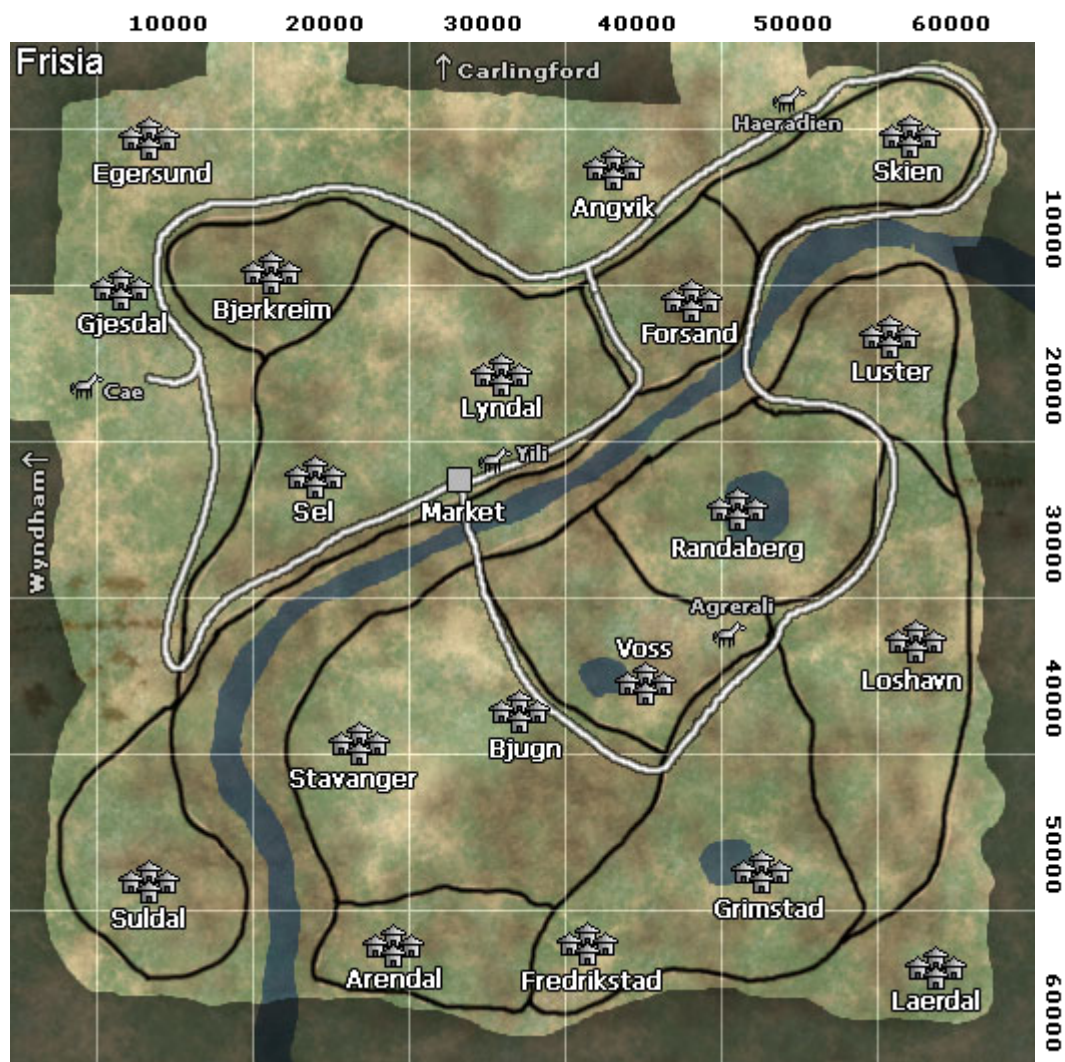 10000 20000 30000 40000 50000 60000
Frisia
↑ Carlingford
Haeradien
Egersund
Skien
Angvik
10000
Bjerkreim
Gjesdal
Forsand
Luster
20000
Cae
Lyndal
Yili
Wyndham ↑
Sel
Market
Randaberg
30000
Agrerali
Voss
Loshavn
40000
Bjugn
Stavanger
50000
Suldal
Grimstad
Arendal
Fredrikstad
Laerdal
60000